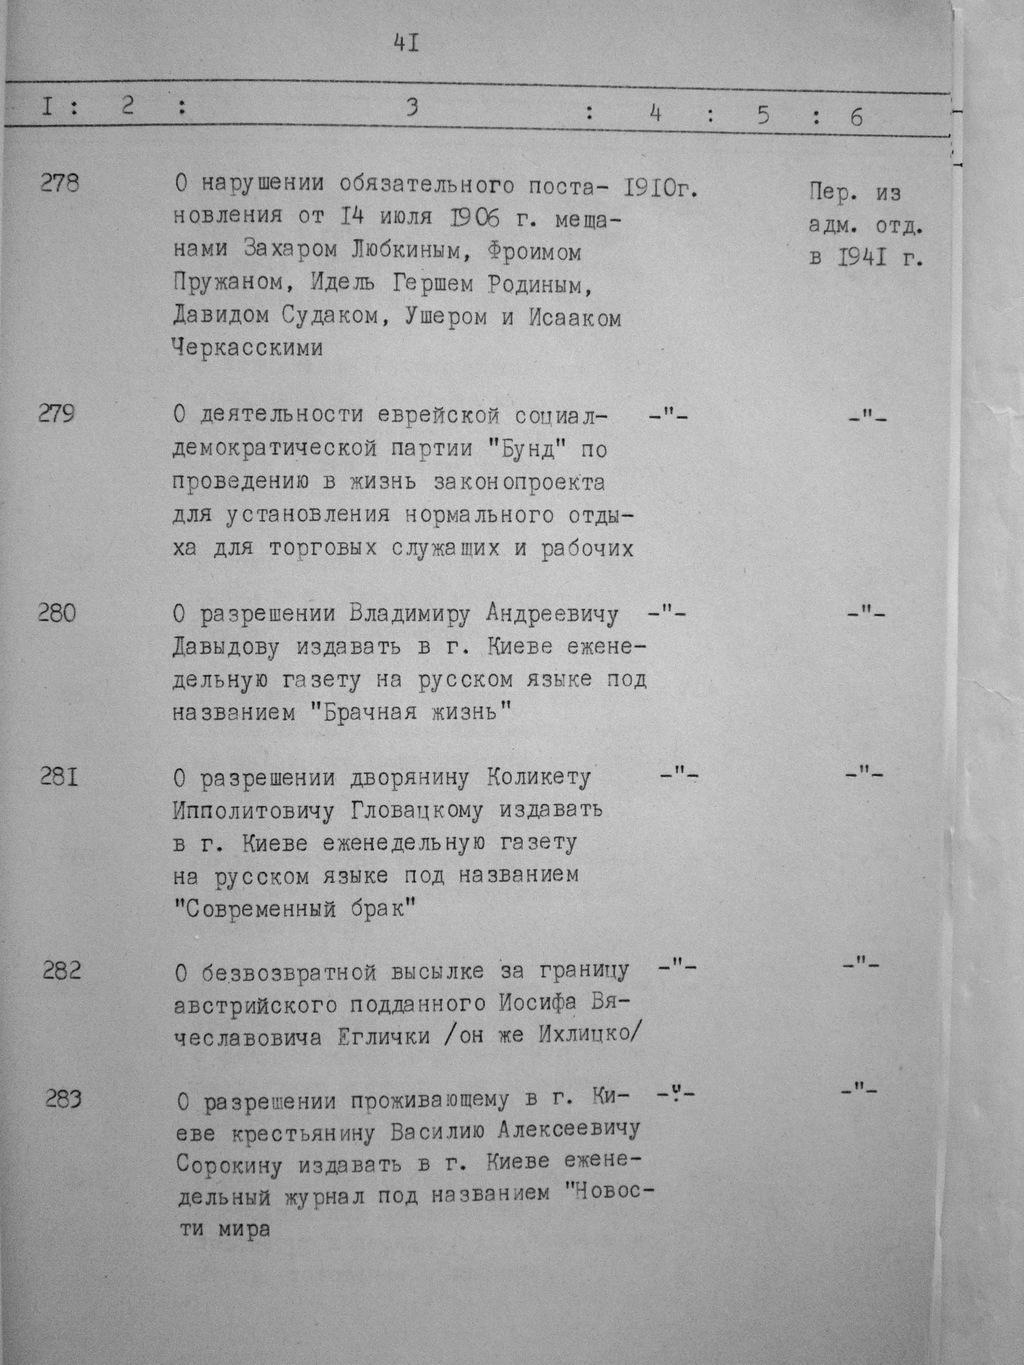 41
I : 2 : 3 : 4 : 5 : 6
278 О нарушении обязательного поста- 1910г. Пер. из
новления от 14 июля 1906 г. меща- адм. отд.
нами Захаром Любкиным, Фроимом в 1941 г.
Пружаном, Идель Гершем Родиным,
Давидом Судаком, Ушером и Исааком
Черкасскими
279 О деятельности еврейской социал- -"- -"-
демократической партии "Бунд" по
проведению в жизнь законопроекта
для установления нормального отды-
ха для торговых служащих и рабочих
280 О разрешении Владимиру Андреевичу -"- -"-
Давыдову издавать в г. Киеве ежене-
дельную газету на русском языке под
названием "Брачная жизнь"
281 О разрешении дворянину Коликету -"- -"-
Ипполитовичу Гловацкому издавать
в г. Киеве еженедельную газету
на русском языке под названием
"Современный брак"
282 О безвозвратной высылке за границу -"- -"-
австрийского подданного Иосифа Вя-
чеславовича Еглички /он же Ихлицко/
283 О разрешении проживающему в г. Ки- -"- -"-
еве крестьянину Василию Алексеевичу
Сорокину издавать в г. Киеве ежене-
дельный журнал под названием "Новос-
ти мира